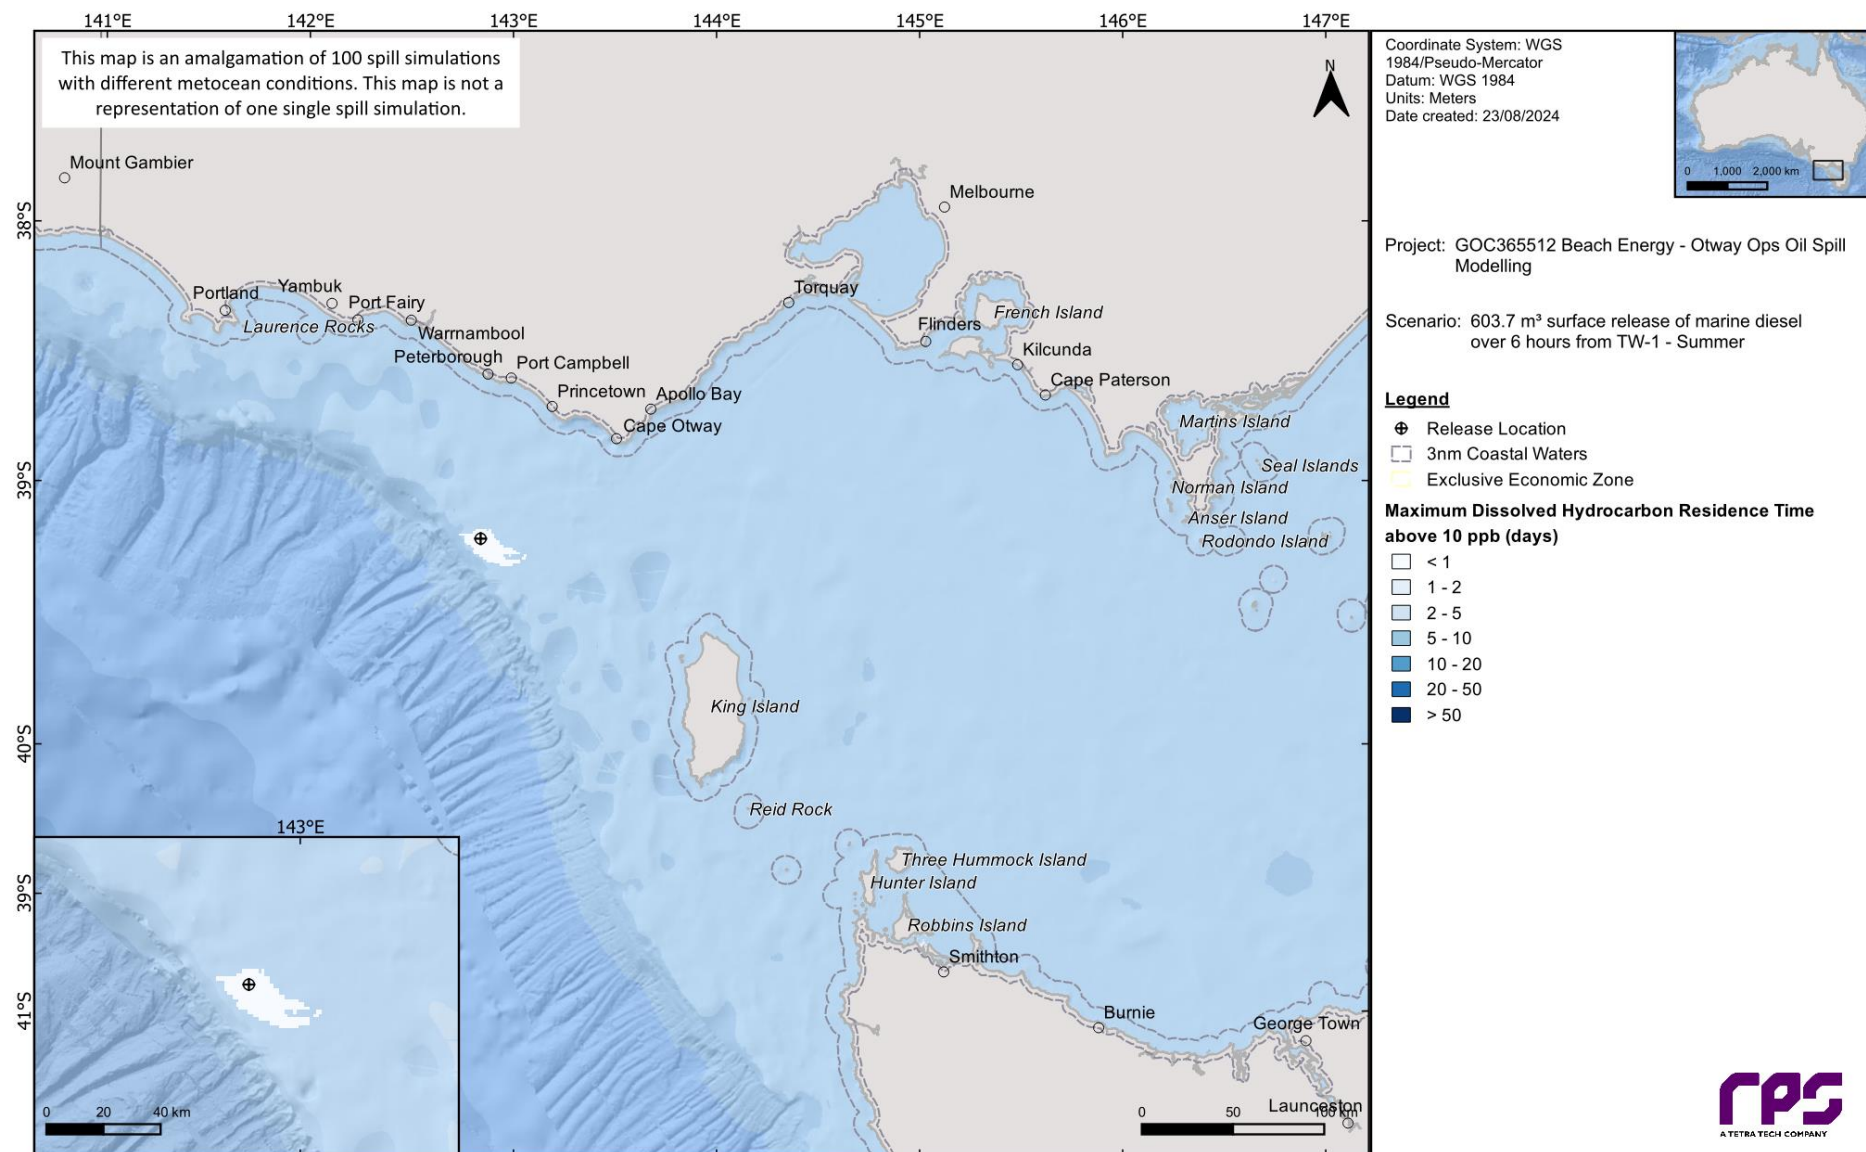 141°E 142°E 143°E 144°E 145°E 146°E 147°E
This map is an amalgamation of 100 spill simulations
with different metocean conditions. This map is not a
representation of one single spill simulation.
N
Mount Gambier
Melbourne
38°S
Portland
Yambuk
Port Fairy
Laurence Rocks
Warrnambool
Peterborough
Port Campbell
Princetown
Apollo Bay
Cape Otway
Torquay
Flinders
French Island
Kilcunda
Cape Paterson
Martins Island
Seal Islands
39°S
Norman Island
Anser Island
Rodondo Island
King Island
40°S
Reid Rock
Three Hummock Island
Hunter Island
Robbins Island
Smithton
41°S
Burnie
George Town
Launceston
0 50 100 km
143°E
39°S
0 20 40 km
Coordinate System: WGS
1984/Pseudo-Mercator
Datum: WGS 1984
Units: Meters
Date created: 23/08/2024
0 1,000 2,000 km
Project: GOC365512 Beach Energy - Otway Ops Oil Spill
Modelling
Scenario: 603.7 m³ surface release of marine diesel
over 6 hours from TW-1 - Summer
Legend
Release Location
3nm Coastal Waters
Exclusive Economic Zone
Maximum Dissolved Hydrocarbon Residence Time
above 10 ppb (days)
< 1
1 - 2
2 - 5
5 - 10
10 - 20
20 - 50
> 50
rps
A TETRA TECH COMPANY